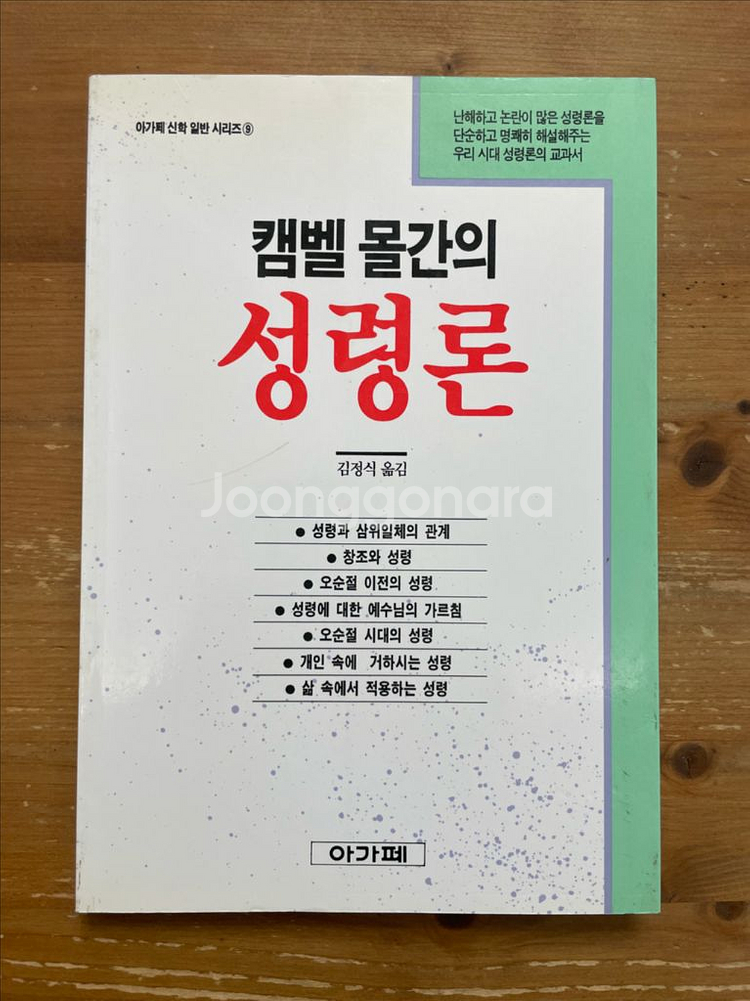 아가페 신학 일반 시리즈⑨
난해하고 논란이 많은 성령론을
단순하고 명쾌히 해설해주는
우리 시대 성령론의 교과서
캠벨 몰간의
성령론
김정식 옮김
Joonggonara
● 성령과 삼위일체의 관계
● 창조와 성령
● 오순절 이전의 성령
● 성령에 대한 예수님의 가르침
● 오순절 시대의 성령
● 개인 속에 거하시는 성령
● 삶 속에서 적용하는 성령
아가페